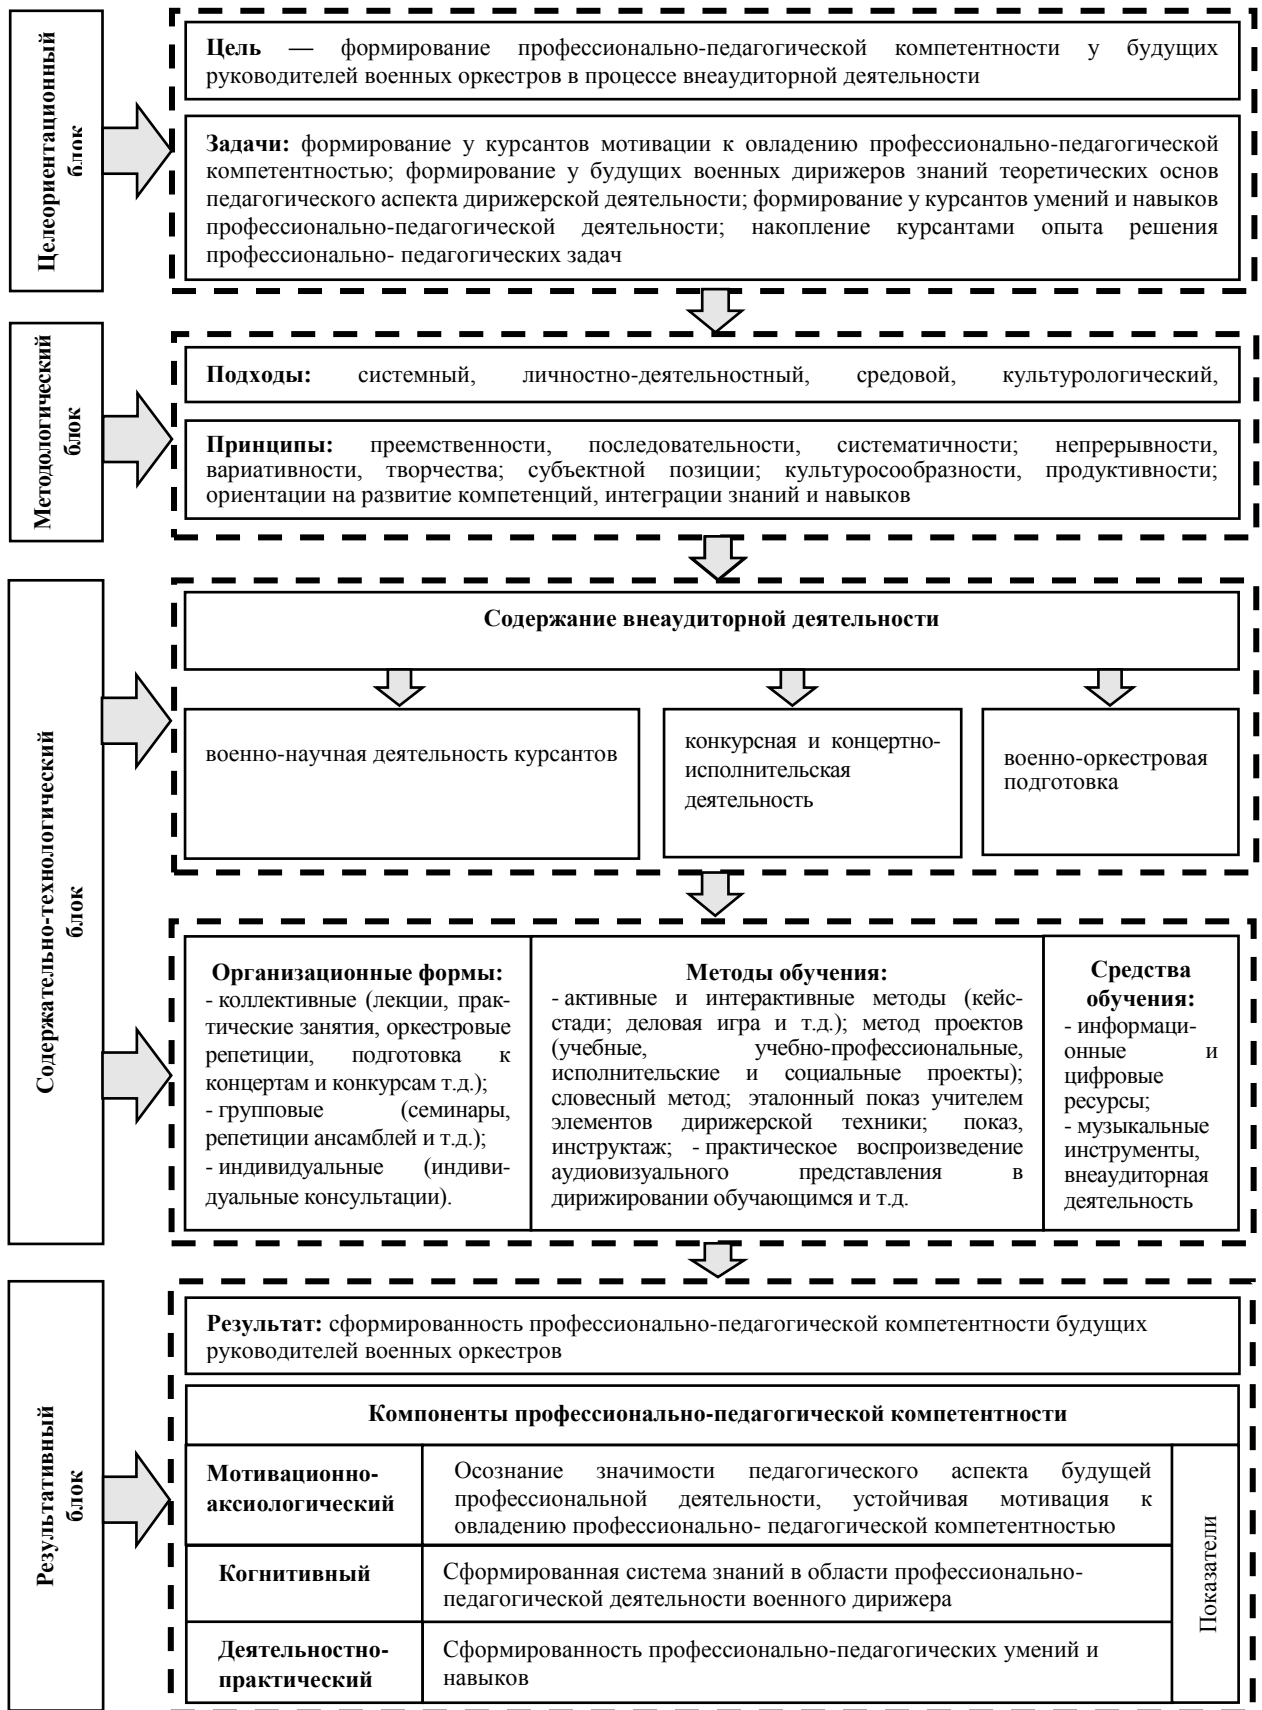 Целеориентационный
блок
Цель — формирование профессионально-педагогической компетентности у будущих
руководителей военных оркестров в процессе внеаудиторной деятельности
Задачи: формирование у курсантов мотивации к овладению профессионально-педагогической
компетентностью; формирование у будущих военных дирижеров знаний теоретических основ
педагогического аспекта дирижерской деятельности; формирование у курсантов умений и навыков
профессионально-педагогической деятельности; накопление курсантами опыта решения
профессионально- педагогических задач
Методологический
блок
Подходы: системный, личностно-деятельностный, средовой, культурологический,
Принципы: преемственности, последовательности, систематичности; непрерывности,
вариативности, творчества; субъектной позиции; культуросообразности, продуктивности;
ориентации на развитие компетенций, интеграции знаний и навыков
Содержательно-технологический
блок
Содержание внеаудиторной деятельности
военно-научная деятельность курсантов
конкурсная и концертно-
исполнительская
деятельность
военно-оркестровая
подготовка
Организационные формы:
- коллективные (лекции, прак-
тические занятия, оркестровые
репетиции, подготовка к
концертам и конкурсам т.д.);
- групповые (семинары,
репетиции ансамблей и т.д.);
- индивидуальные (индиви-
дуальные консультации).
Методы обучения:
- активные и интерактивные методы (кейс-
стади; деловая игра и т.д.); метод проектов
(учебные, учебно-профессиональные,
исполнительские и социальные проекты);
словесный метод; эталонный показ учителем
элементов дирижерской техники; показ,
инструктаж; - практическое воспроизведение
аудиовизуального представления в
дирижировании обучающимся и т.д.
Средства
обучения:
- информаци-
онные и
цифровые
ресурсы;
- музыкальные
инструменты,
внеаудиторная
деятельность
Результативный
блок
Результат: сформированность профессионально-педагогической компетентности будущих
руководителей военных оркестров
Компоненты профессионально-педагогической компетентности
Мотивационно-
аксиологический
Осознание значимости педагогического аспекта будущей
профессиональной деятельности, устойчивая мотивация к
овладению профессионально- педагогической компетентностью
Когнитивный
Сформированная система знаний в области профессионально-
педагогической деятельности военного дирижера
Деятельностно-
практический
Сформированность профессионально-педагогических умений и
навыков
Показатели